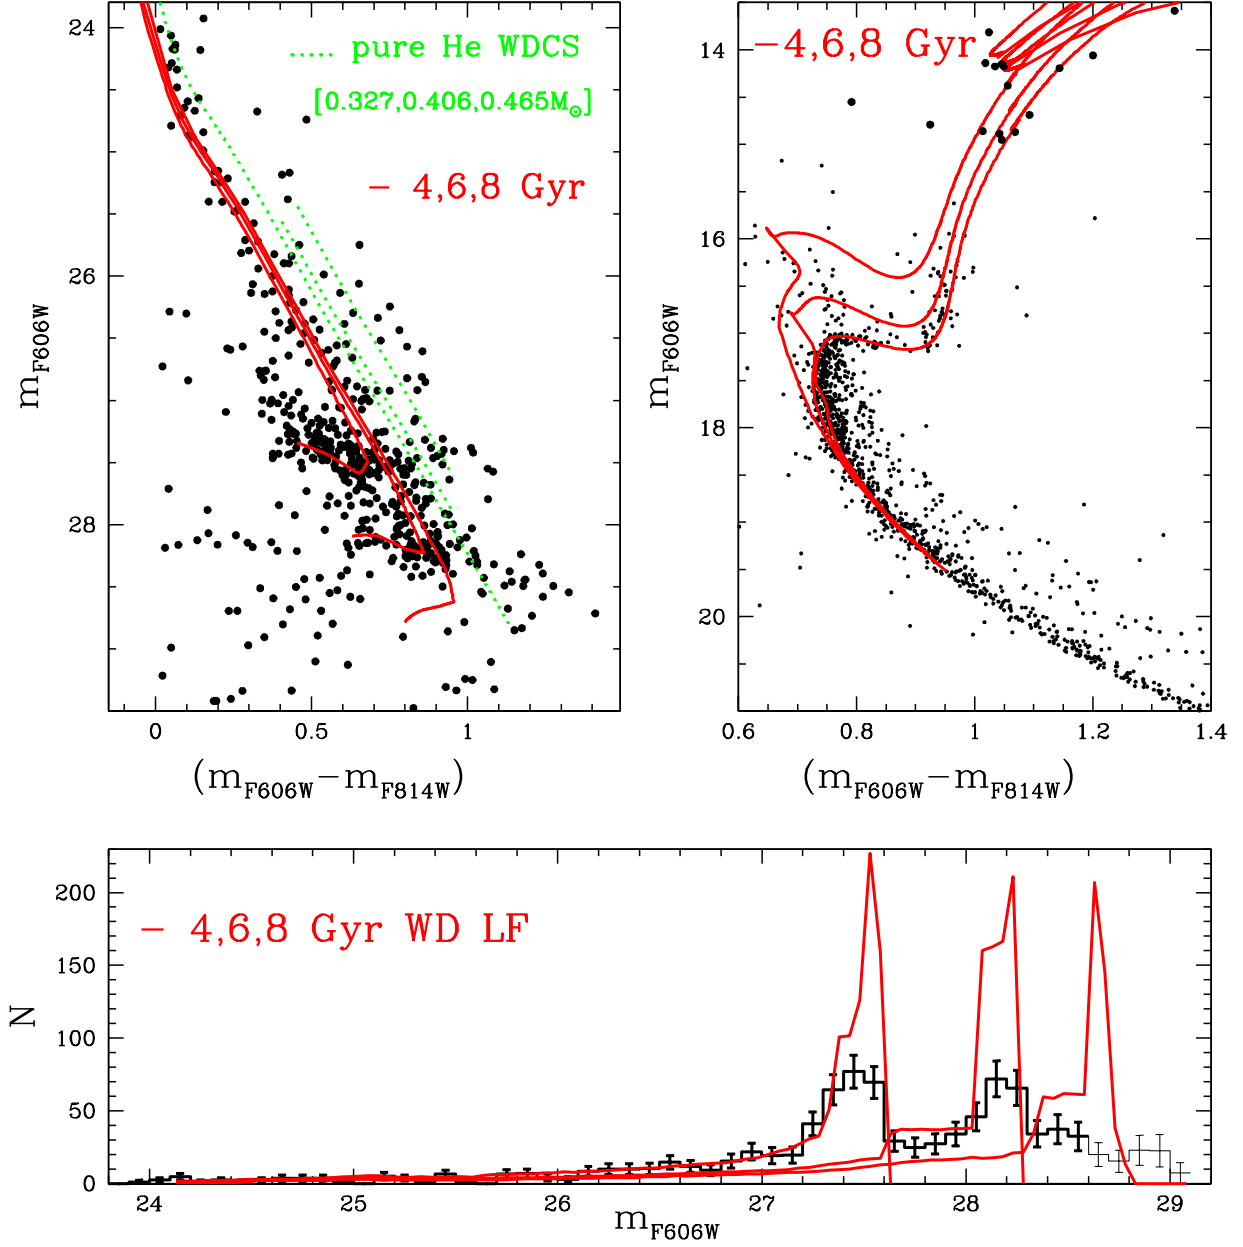 24
26
28
m_F606W
..... pure He WDCS
[0.327,0.406,0.465M⊙]
− 4,6,8 Gyr
0 0.5 1
(m_F606W−m_F814W)
14
16
18
20
m_F606W
−4,6,8 Gyr
0.6 0.8 1 1.2 1.4
(m_F606W−m_F814W)
200
150
100
50
0
N
− 4,6,8 Gyr WD LF
24 25 26 27 28 29
m_F606W